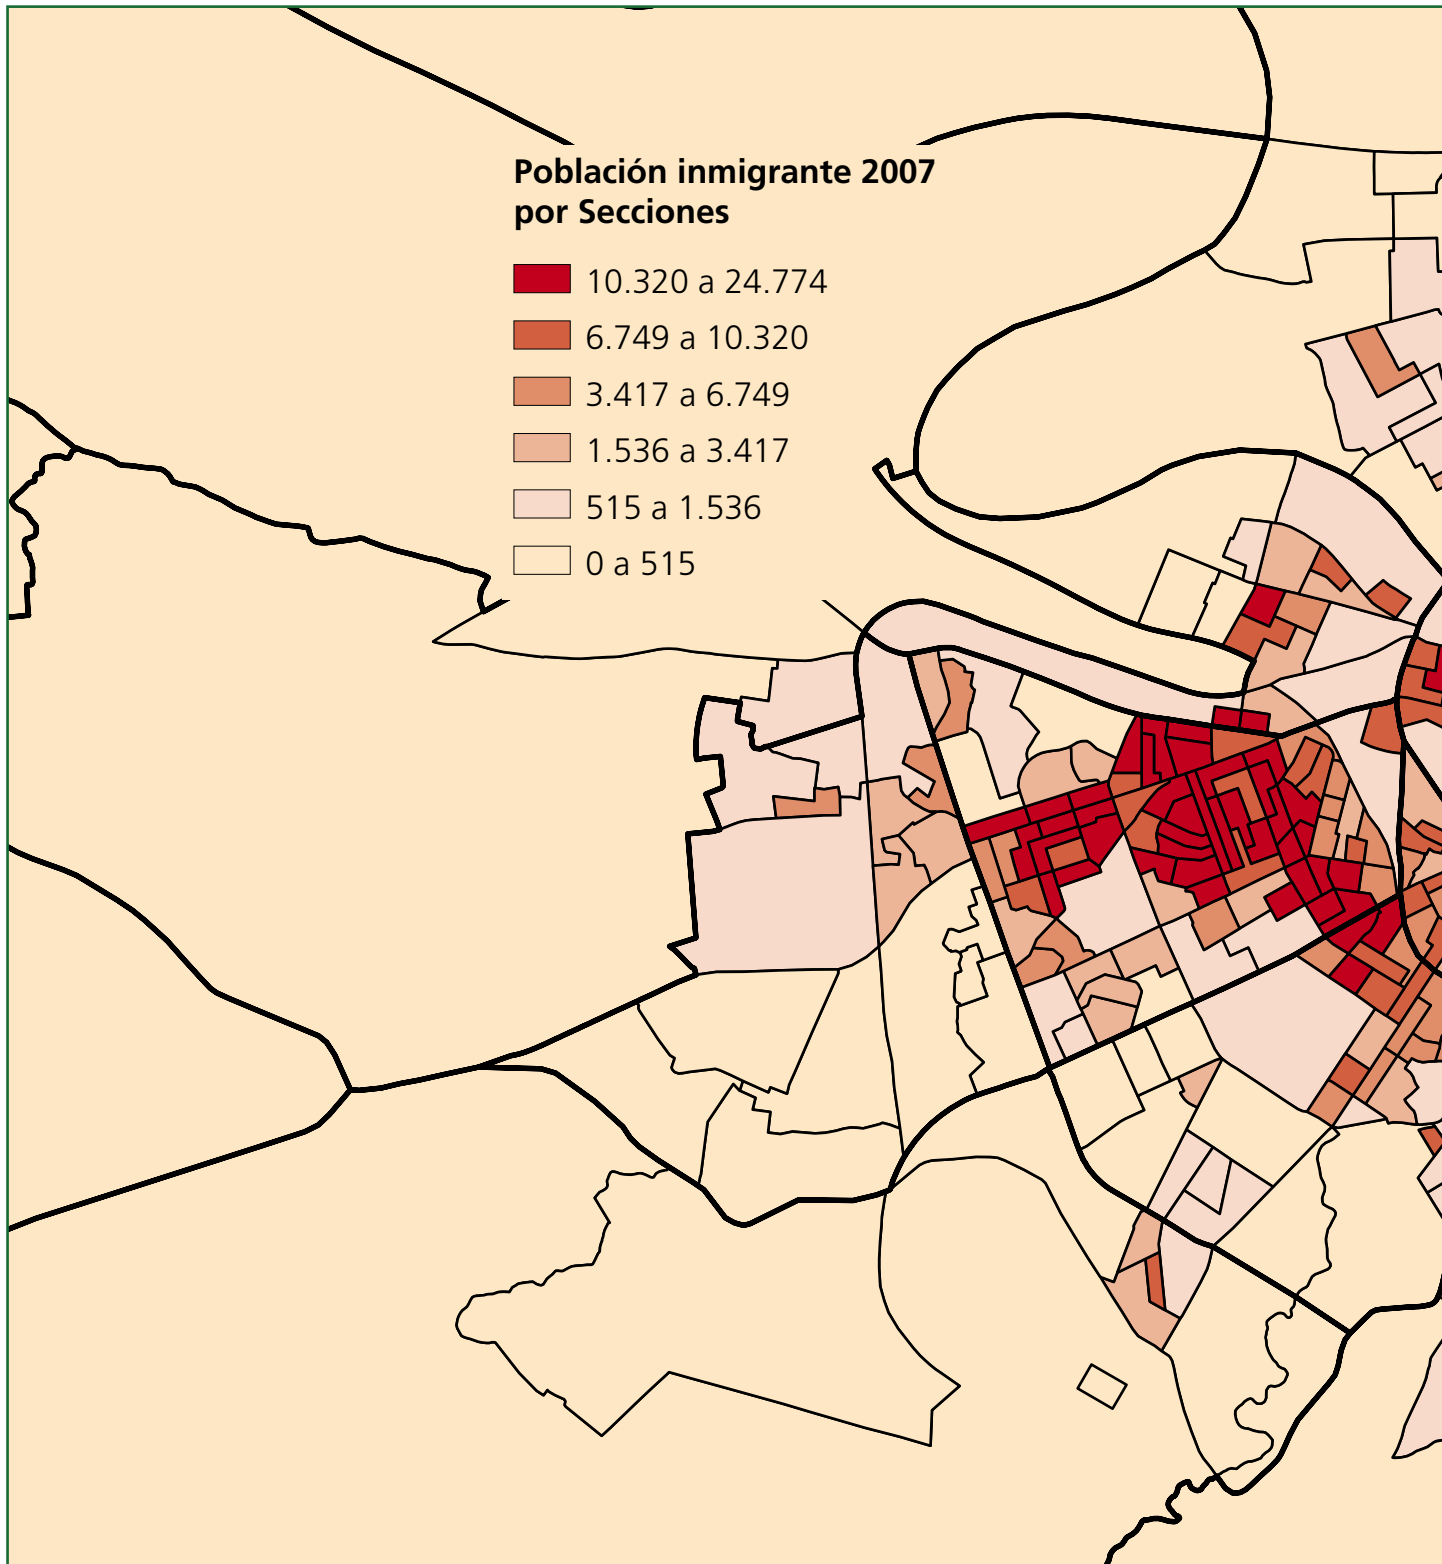 Población inmigrante 2007
por Secciones
10.320 a 24.774
6.749 a 10.320
3.417 a 6.749
1.536 a 3.417
515 a 1.536
0 a 515